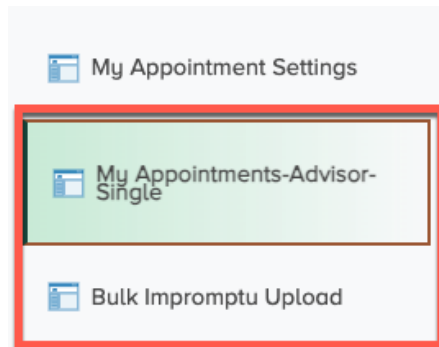 My Appointment Settings
My Appointments-Advisor-
Single
Bulk Impromptu Upload